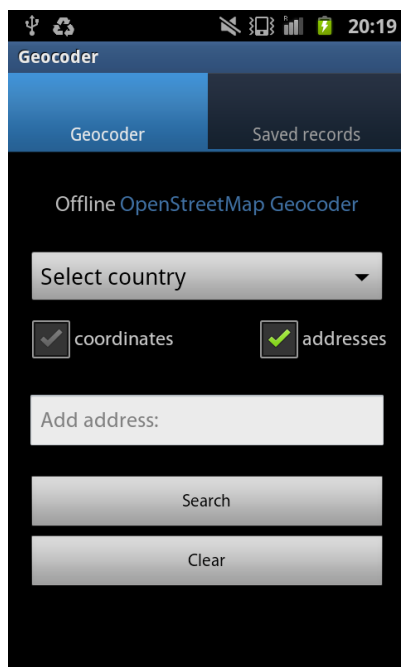 20:19
Geocoder
Geocoder Saved records
Offline OpenStreetMap Geocoder
Select country
coordinates addresses
Add address:
Search
Clear